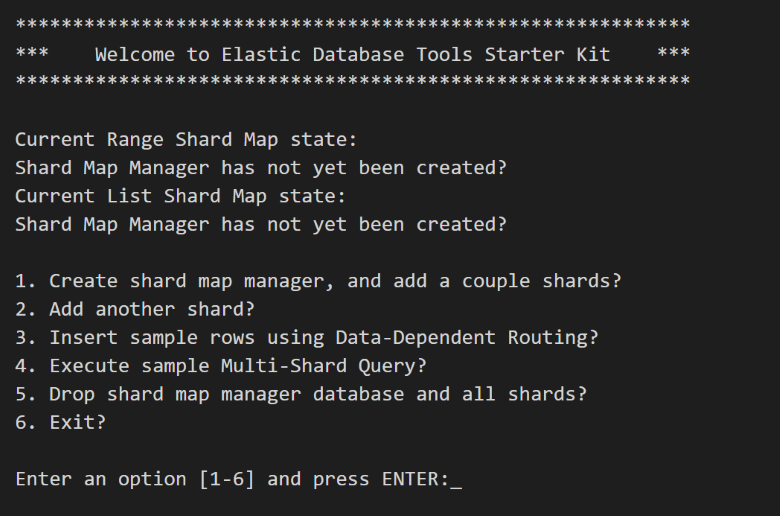 ***********************************************************
***    Welcome to Elastic Database Tools Starter Kit    ***
***********************************************************
Current Range Shard Map state:
Shard Map Manager has not yet been created?
Current List Shard Map state:
Shard Map Manager has not yet been created?
1. Create shard map manager, and add a couple shards?
2. Add another shard?
3. Insert sample rows using Data-Dependent Routing?
4. Execute sample Multi-Shard Query?
5. Drop shard map manager database and all shards?
6. Exit?
Enter an option [1-6] and press ENTER:_